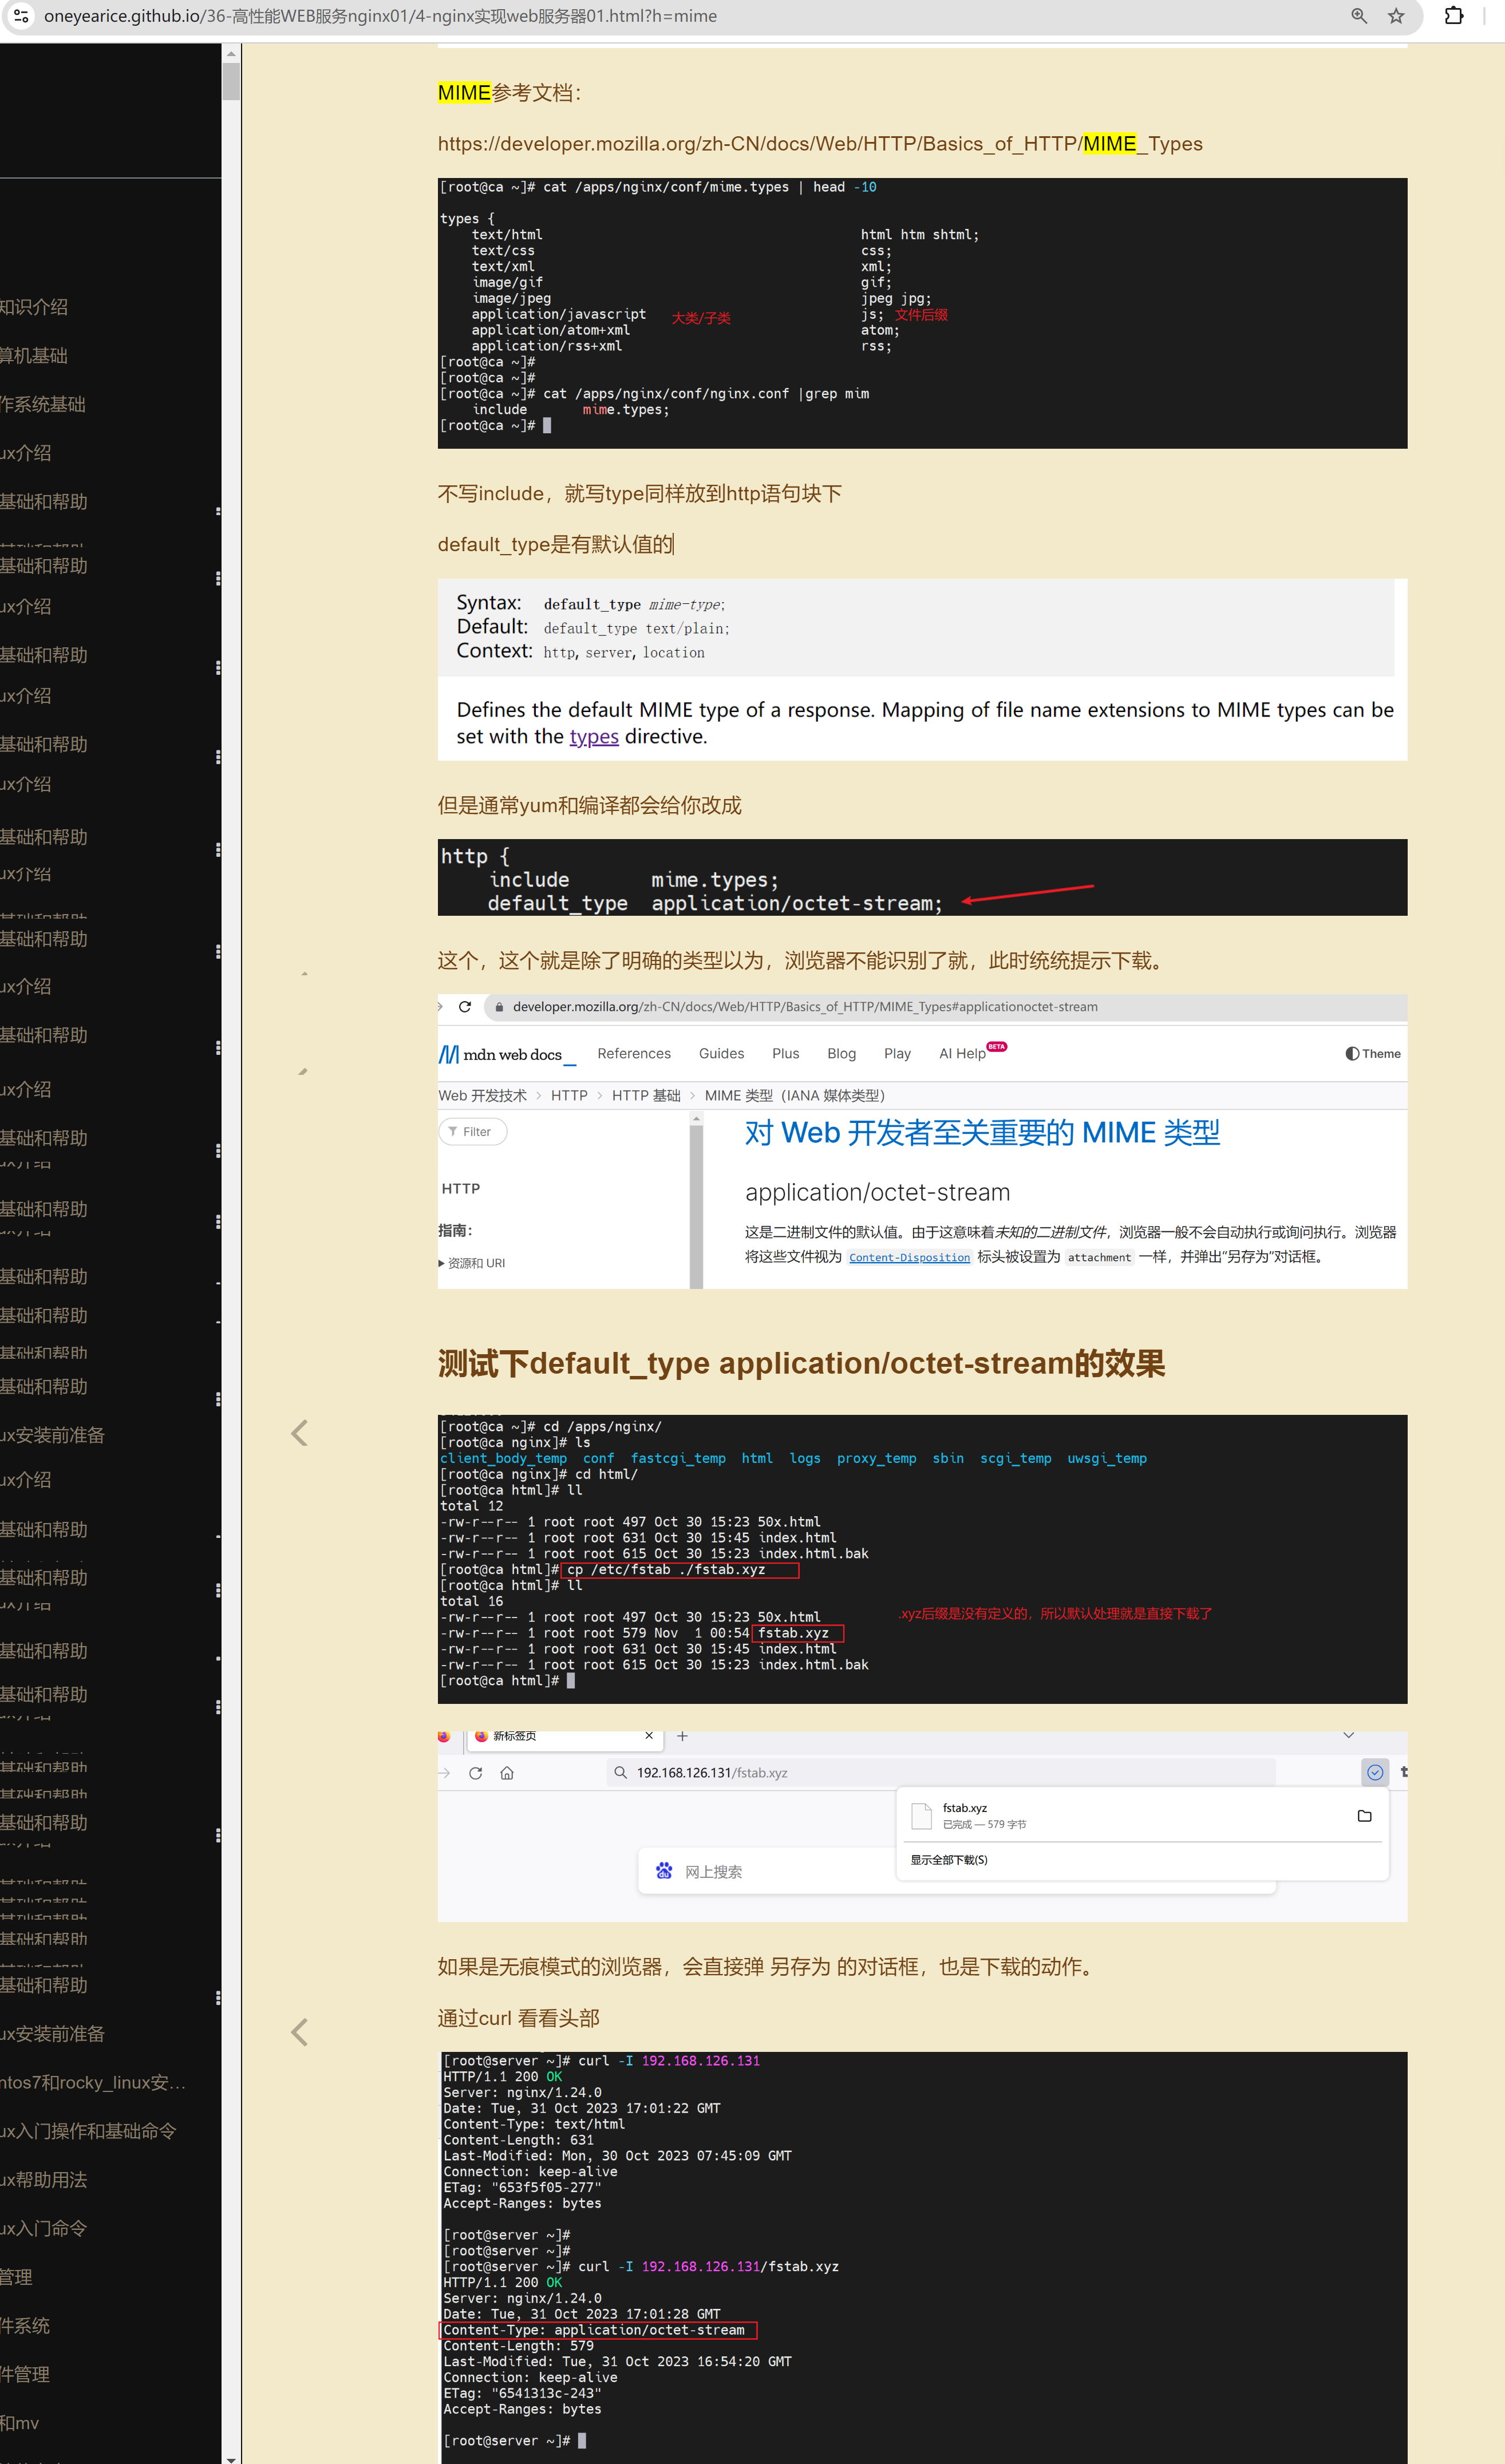 oneyearice.github.io/36-高性能WEB服务nginx01/4-nginx实现web服务器01.html?h=mime
知识介绍
算机基础
作系统基础
ux介绍
基础和帮助
基础和帮助
ux介绍
基础和帮助
ux介绍
基础和帮助
ux介绍
基础和帮助
ux介绍
基础和帮助
ux介绍
基础和帮助
ux介绍
基础和帮助
基础和帮助
基础和帮助
基础和帮助
基础和帮助
基础和帮助
ux安装前准备
ux介绍
基础和帮助
基础和帮助
基础和帮助
基础和帮助
基础和帮助
基础和帮助
基础和帮助
基础和帮助
基础和帮助
ux安装前准备
ntos7和rocky_linux安…
ux入门操作和基础命令
ux帮助用法
ux入门命令
管理
件系统
件管理
和mv
MIME参考文档：
https://developer.mozilla.org/zh-CN/docs/Web/HTTP/Basics_of_HTTP/MIME_Types
[root@ca ~]# cat /apps/nginx/conf/mime.types | head -10
types {
text/html html htm shtml;
text/css css;
text/xml xml;
image/gif gif;
image/jpeg jpeg jpg;
application/javascript 大类/子类 js; 文件后缀
application/atom+xml atom;
application/rss+xml rss;
[root@ca ~]#
[root@ca ~]#
[root@ca ~]# cat /apps/nginx/conf/nginx.conf |grep mim
include mime.types;
[root@ca ~]#
不写include，就写type同样放到http语句块下
default_type是有默认值的
Syntax: default_type mime-type;
Default: default_type text/plain;
Context: http, server, location
Defines the default MIME type of a response. Mapping of file name extensions to MIME types can be
set with the types directive.
但是通常yum和编译都会给你改成
http {
include mime.types;
default_type application/octet-stream;
这个，这个就是除了明确的类型以为，浏览器不能识别了就，此时统统提示下载。
developer.mozilla.org/zh-CN/docs/Web/HTTP/Basics_of_HTTP/MIME_Types#applicationoctet-stream
mdn web docs_ References Guides Plus Blog Play AI Help BETA Theme
Web 开发技术 > HTTP > HTTP 基础 > MIME 类型（IANA 媒体类型）
Filter
HTTP
指南：
资源和 URI
对 Web 开发者至关重要的 MIME 类型
application/octet-stream
这是二进制文件的默认值。由于这意味着未知的二进制文件，浏览器一般不会自动执行或询问执行。浏览器
将这些文件视为 Content-Disposition 标头被设置为 attachment 一样，并弹出“另存为”对话框。
测试下default_type application/octet-stream的效果
[root@ca ~]# cd /apps/nginx/
[root@ca nginx]# ls
client_body_temp conf fastcgi_temp html logs proxy_temp sbin scgi_temp uwsgi_temp
[root@ca nginx]# cd html/
[root@ca html]# ll
total 12
-rw-r--r-- 1 root root 497 Oct 30 15:23 50x.html
-rw-r--r-- 1 root root 631 Oct 30 15:45 index.html
-rw-r--r-- 1 root root 615 Oct 30 15:23 index.html.bak
[root@ca html]# cp /etc/fstab ./fstab.xyz
[root@ca html]# ll
total 16
-rw-r--r-- 1 root root 497 Oct 30 15:23 50x.html
.xyz后缀是没有定义的，所以默认处理就是直接下载了
-rw-r--r-- 1 root root 579 Nov 1 00:54 fstab.xyz
-rw-r--r-- 1 root root 631 Oct 30 15:45 index.html
-rw-r--r-- 1 root root 615 Oct 30 15:23 index.html.bak
[root@ca html]#
新标签页
192.168.126.131/fstab.xyz
fstab.xyz
已完成 — 579 字节
显示全部下载(S)
网上搜索
如果是无痕模式的浏览器，会直接弹 另存为 的对话框，也是下载的动作。
通过curl 看看头部
[root@server ~]# curl -I 192.168.126.131
HTTP/1.1 200 OK
Server: nginx/1.24.0
Date: Tue, 31 Oct 2023 17:01:22 GMT
Content-Type: text/html
Content-Length: 631
Last-Modified: Mon, 30 Oct 2023 07:45:09 GMT
Connection: keep-alive
ETag: "653f5f05-277"
Accept-Ranges: bytes
[root@server ~]#
[root@server ~]#
[root@server ~]# curl -I 192.168.126.131/fstab.xyz
HTTP/1.1 200 OK
Server: nginx/1.24.0
Date: Tue, 31 Oct 2023 17:01:28 GMT
Content-Type: application/octet-stream
Content-Length: 579
Last-Modified: Tue, 31 Oct 2023 16:54:20 GMT
Connection: keep-alive
ETag: "6541313c-243"
Accept-Ranges: bytes
[root@server ~]#